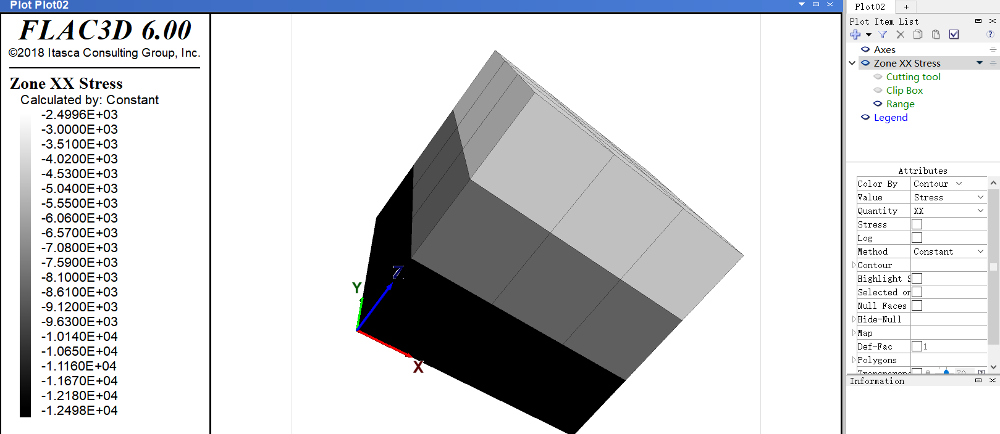 Plot Plot02
FLAC3D 6.00
©2018 Itasca Consulting Group, Inc.
Zone XX Stress
Calculated by: Constant
-2.4996E+03
-3.0000E+03
-3.5100E+03
-4.0200E+03
-4.5300E+03
-5.0400E+03
-5.5500E+03
-6.0600E+03
-6.5700E+03
-7.0800E+03
-7.5900E+03
-8.1000E+03
-8.6100E+03
-9.1200E+03
-9.6300E+03
-1.0140E+04
-1.0650E+04
-1.1160E+04
-1.1670E+04
-1.2180E+04
-1.2498E+04
Z
Y
X
Plot02 +
Plot Item List
Axes
Zone XX Stress
Cutting tool
Clip Box
Range
Legend
Attributes
Color By Contour
Value Stress
Quantity XX
Stress
Log
Method Constant
Contour
Highlight S
Selected or
Null Faces
Hide-Null
Map
Def-Fac 1
Polygons
Transparenc 70
Information